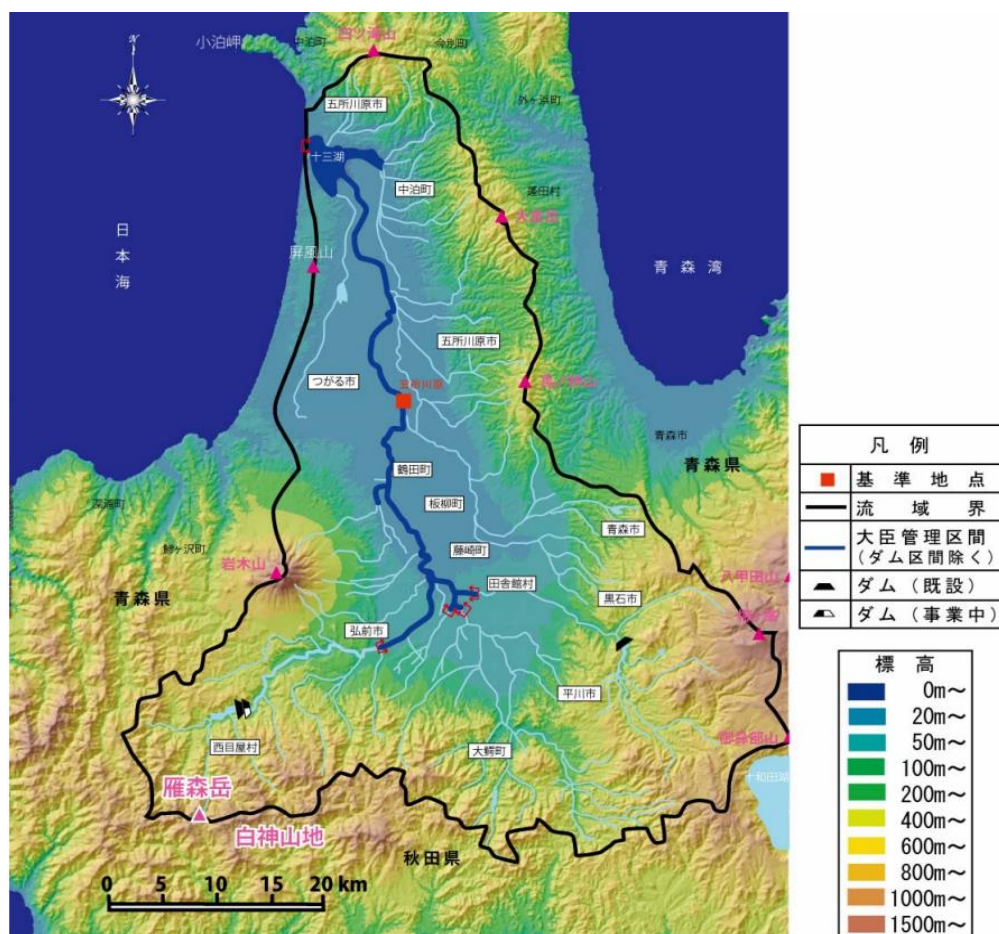 小泊岬
中泊町
四ツ滝山
今別町
N
外ヶ浜町
五所川原市
十三湖
中泊町
蓬田村
大倉岳
日本海
屏風山
青森湾
五所川原市
つがる市
五所川原
馬ノ神山
青森市
青森県
鶴田町
板柳町
深浦町
鰺ヶ沢町
青森市
藤崎町
岩木山
田舎館村
八甲田山
青森県
黒石市
弘前市
平川市
西目屋村
大鰐町
御鼻部山
十和田湖
雁森岳
白神山地
秋田県
0 5 10 15 20 km
凡例
基準地点
流域界
大臣管理区間
(ダム区間除く)
ダム(既設)
ダム(事業中)
標高
0m～
20m～
50m～
100m～
200m～
400m～
600m～
800m～
1000m～
1500m～